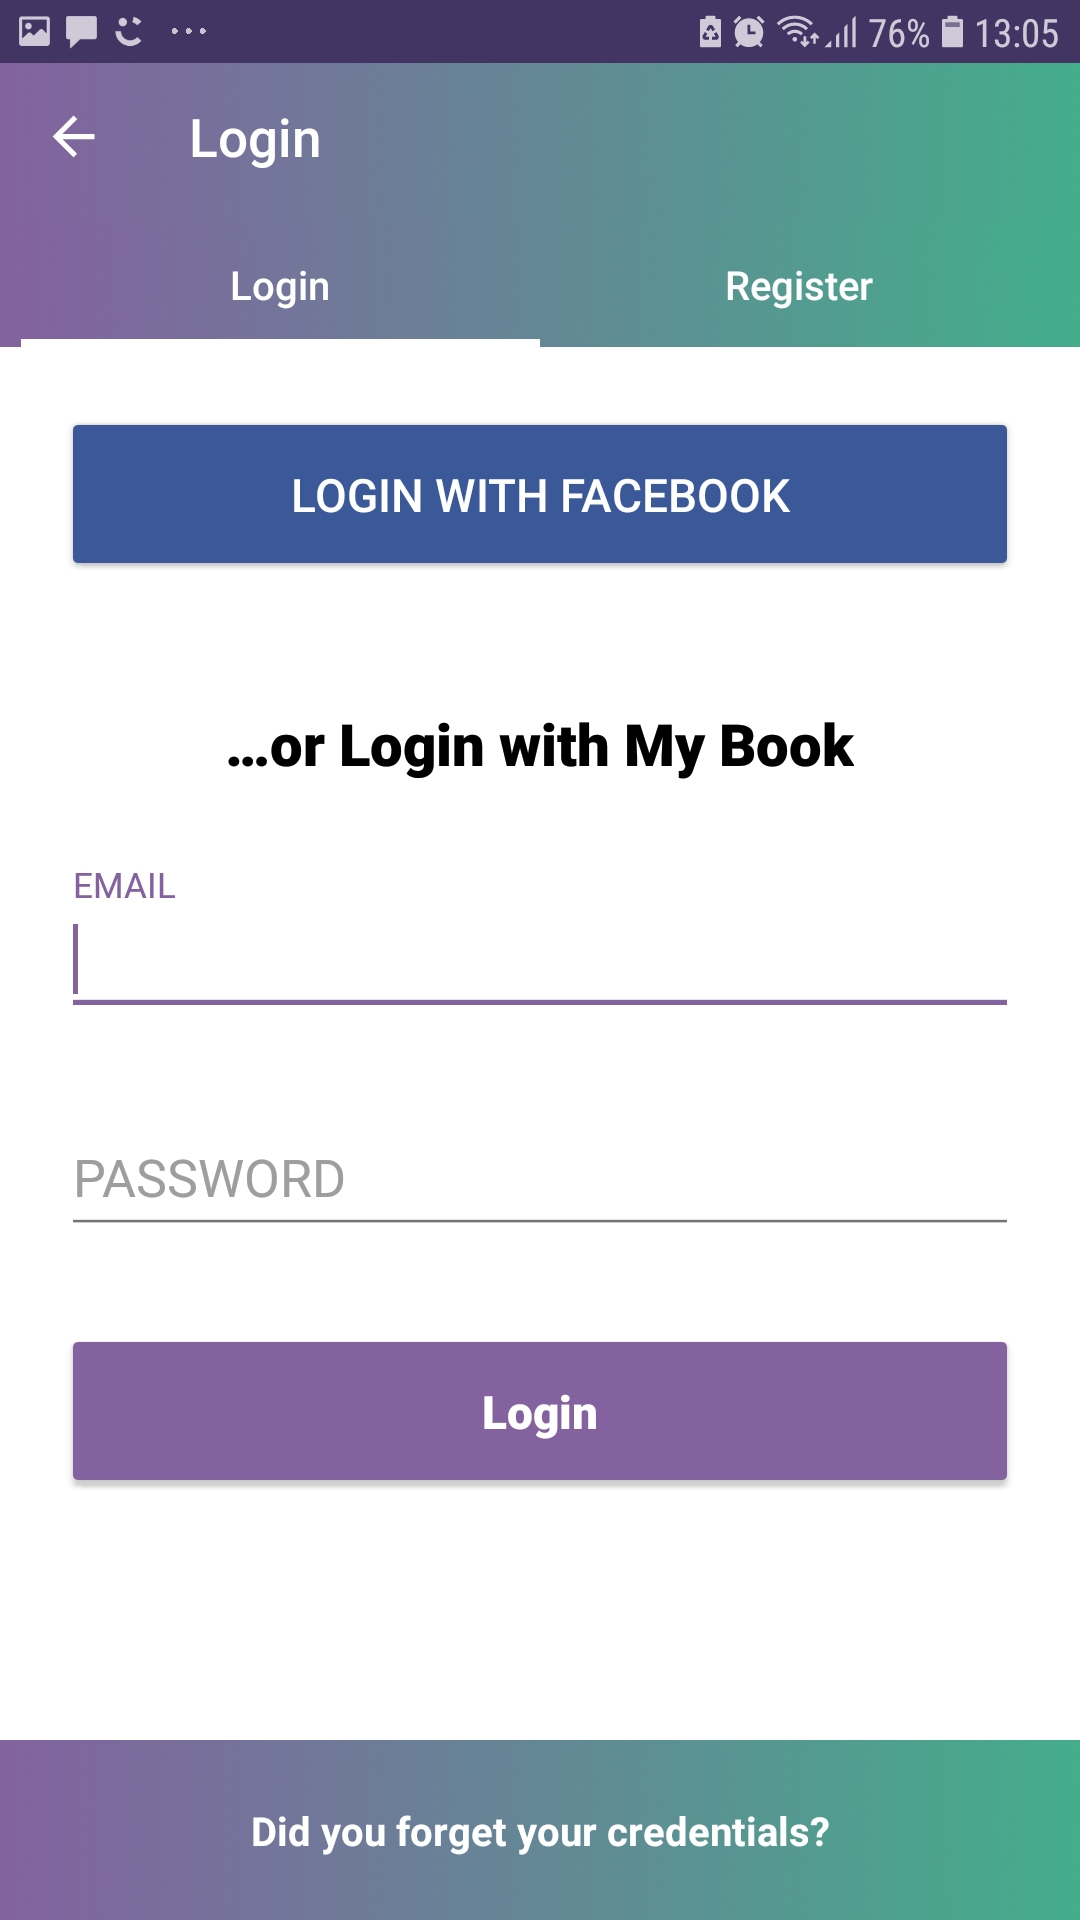 76% 13:05
Login
Login Register
LOGIN WITH FACEBOOK
...or Login with My Book
EMAIL
PASSWORD
Login
Did you forget your credentials?